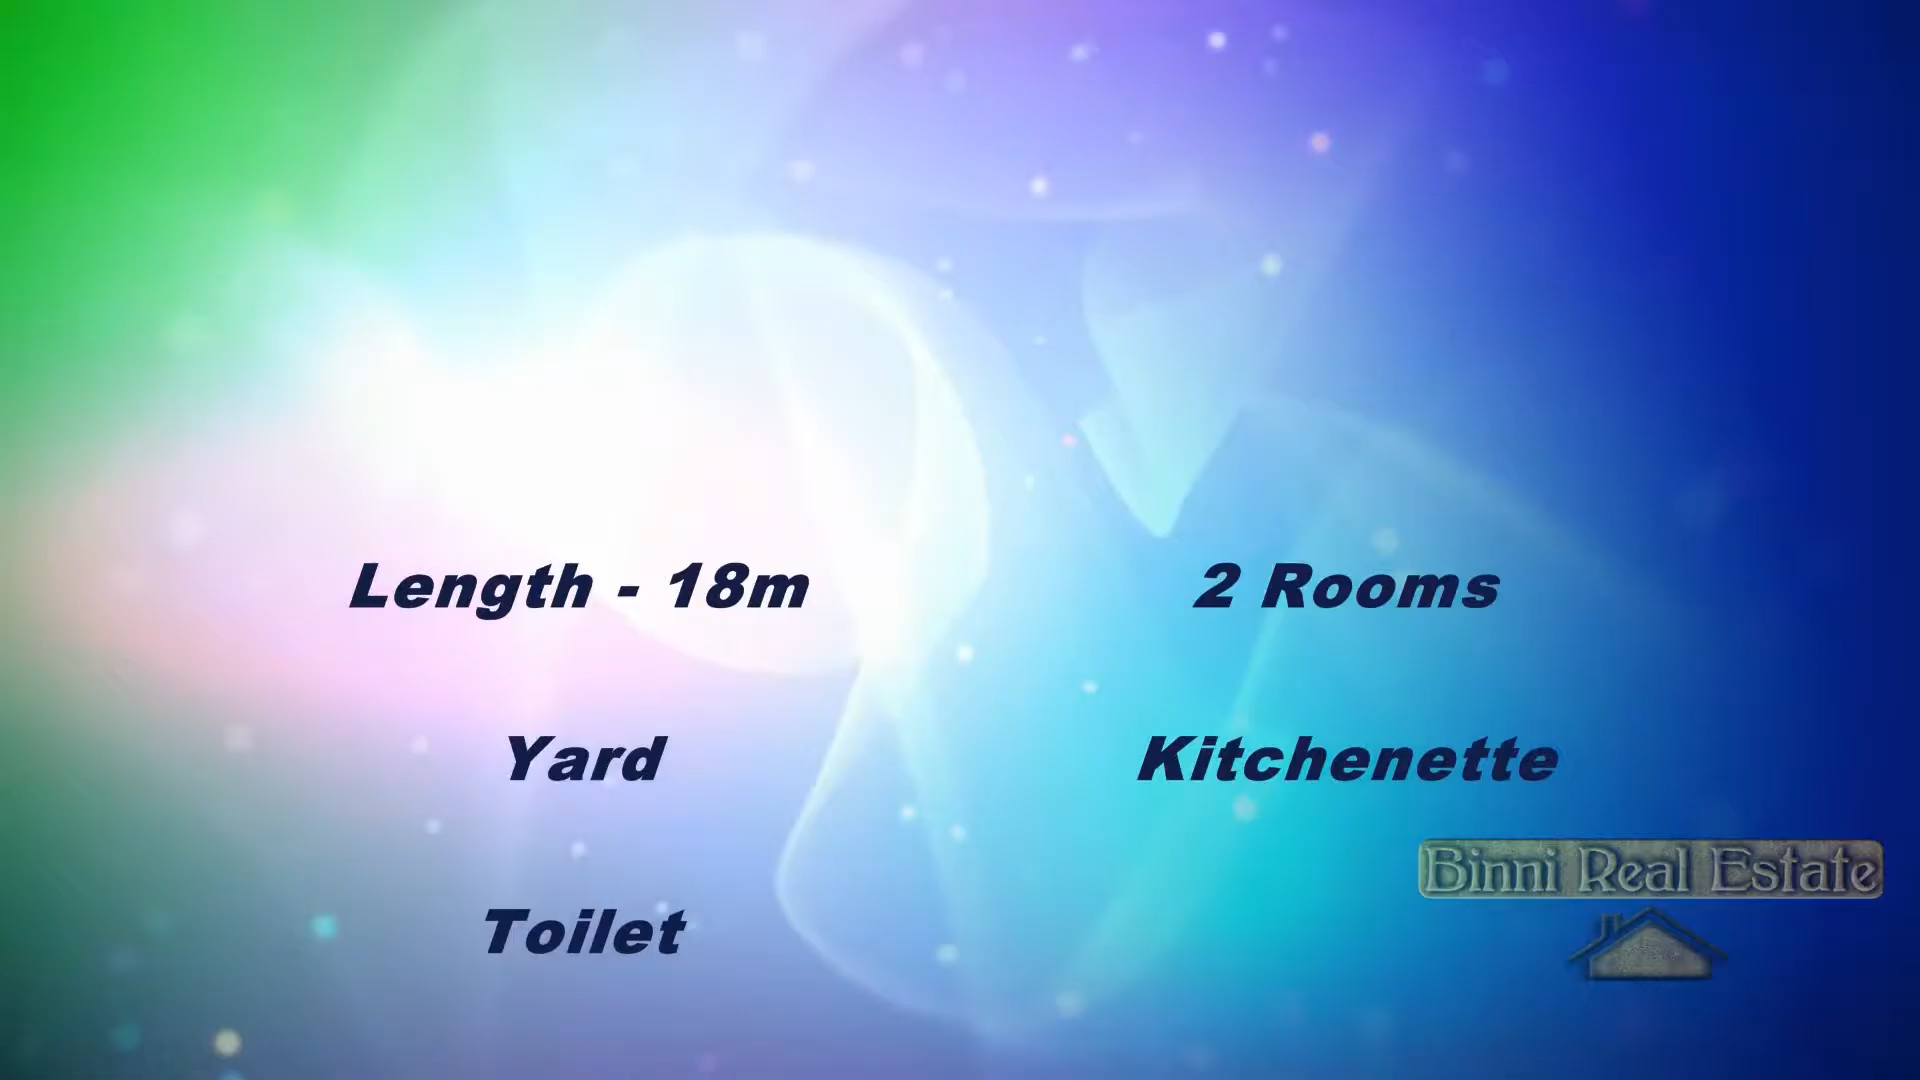 Length - 18m
2 Rooms
Yard
Kitchenette
Binni Real Estate
Toilet